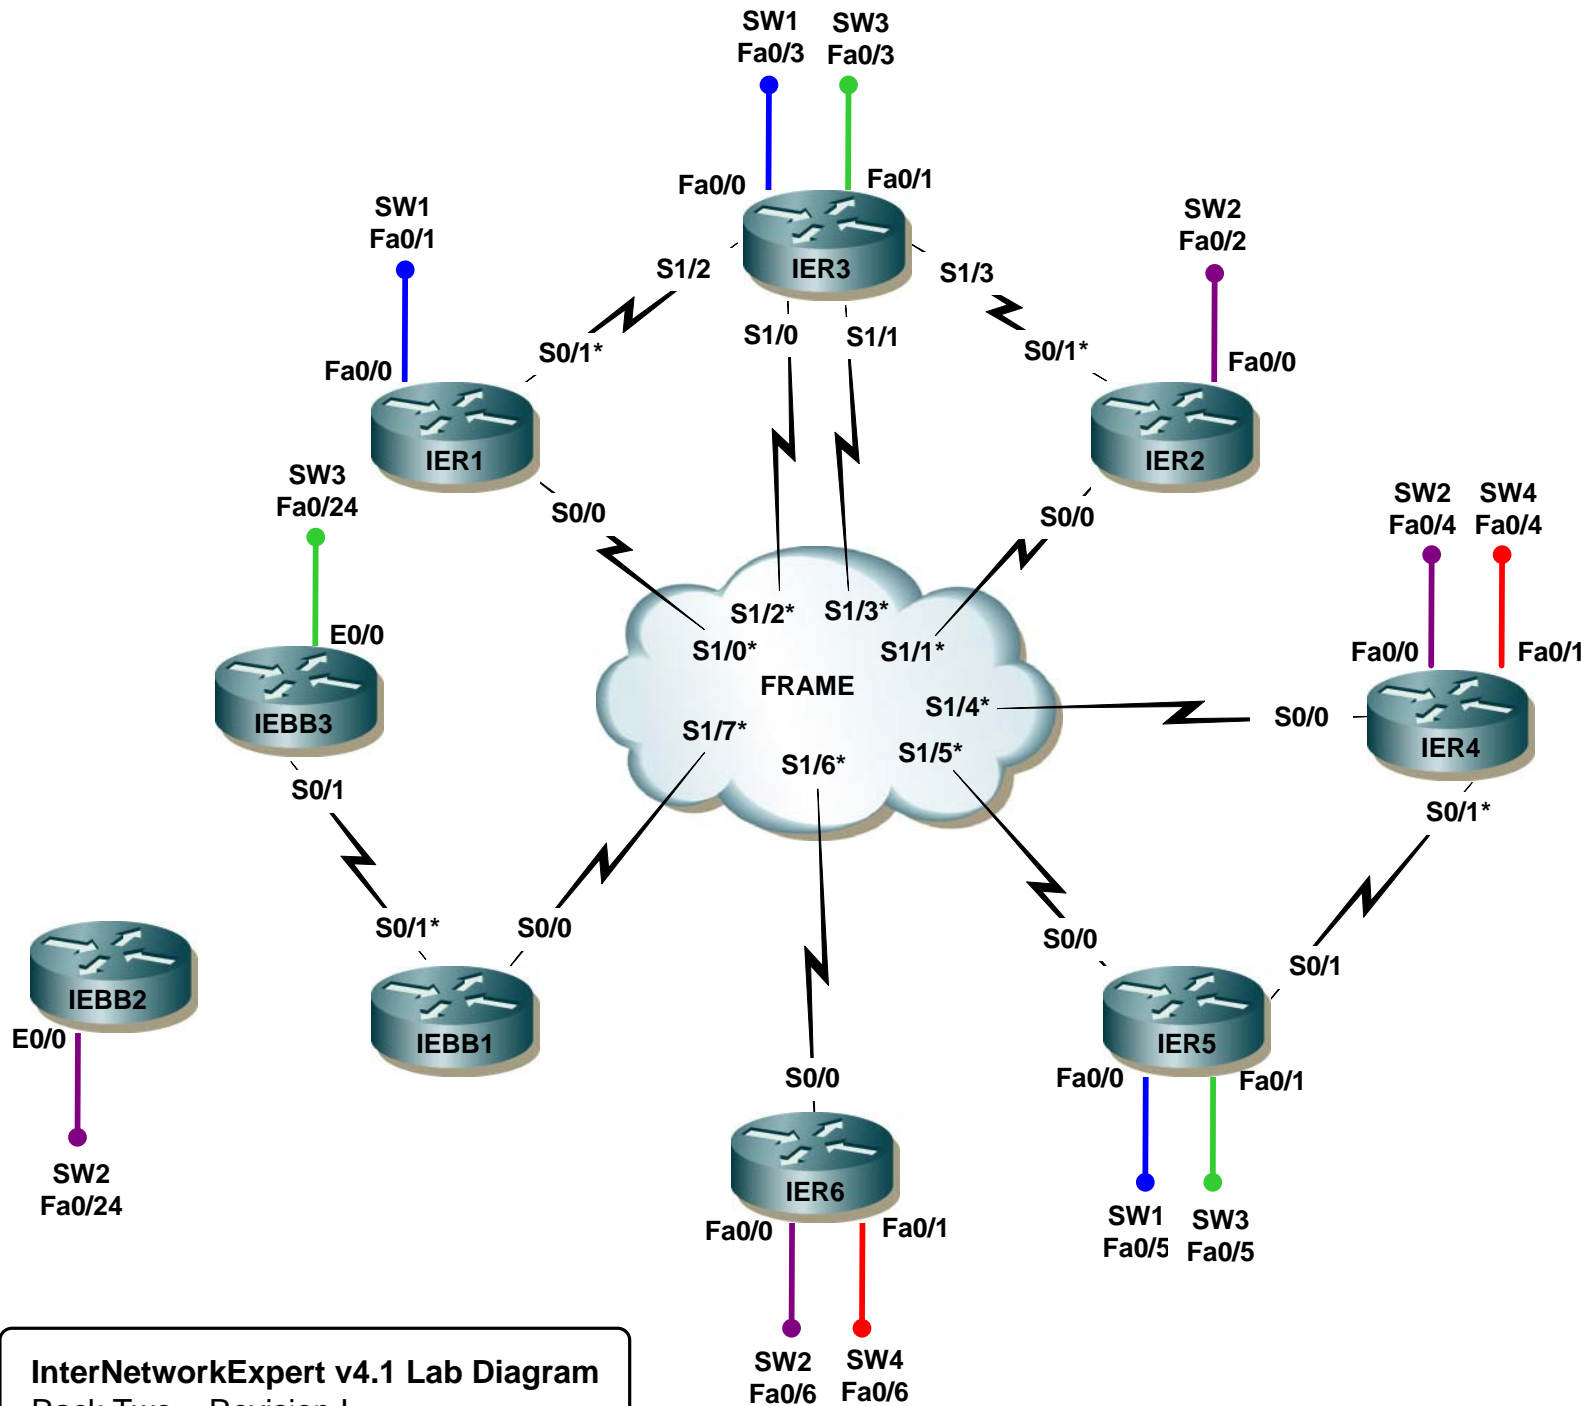 SW1
Fa0/3
SW3
Fa0/3
Fa0/0
Fa0/1
IER3
SW1
Fa0/1
S1/2
S1/3
SW2
Fa0/2
S1/0
S1/1
S0/1*
S0/1*
Fa0/0
Fa0/0
IER1
IER2
SW3
Fa0/24
S0/0
S0/0
SW2
Fa0/4
SW4
Fa0/4
S1/2*
S1/3*
E0/0
S1/0*
S1/1*
Fa0/0
Fa0/1
FRAME
S1/4*
S0/0
IEBB3
S1/7*
S1/5*
IER4
S1/6*
S0/1
S0/1*
S0/1*
S0/0
S0/0
S0/1
IEBB2
E0/0
IEBB1
IER5
S0/0
Fa0/0
Fa0/1
SW2
Fa0/24
IER6
Fa0/0
Fa0/1
SW1
Fa0/5
SW3
Fa0/5
SW2
Fa0/6
SW4
Fa0/6
InterNetworkExpert v4.1 Lab Diagram